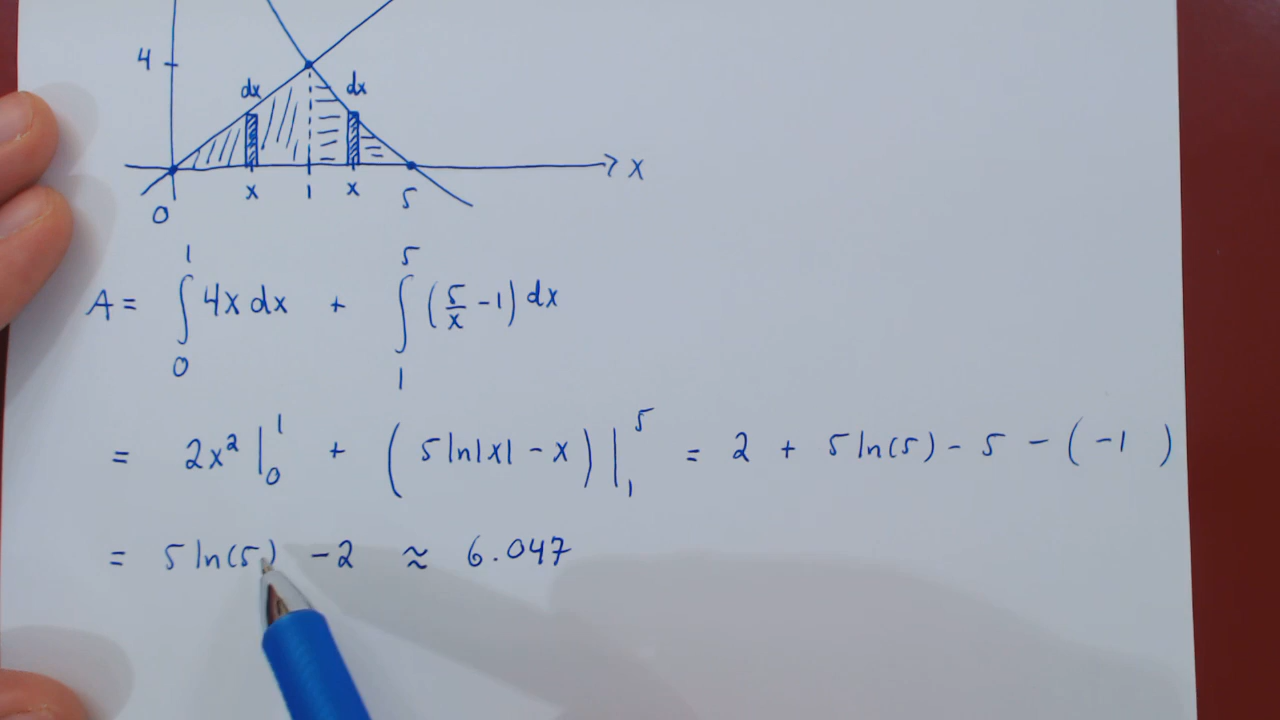 4
dx dx
x 1 x 5 x
0
A = ∫₀¹ 4x dx + ∫₁⁵ (5/x - 1) dx
= 2x² |₀¹ + (5 ln|x| - x) |₁⁵ = 2 + 5 ln(5) - 5 - (-1 )
= 5 ln(5) - 2 ≈ 6.047